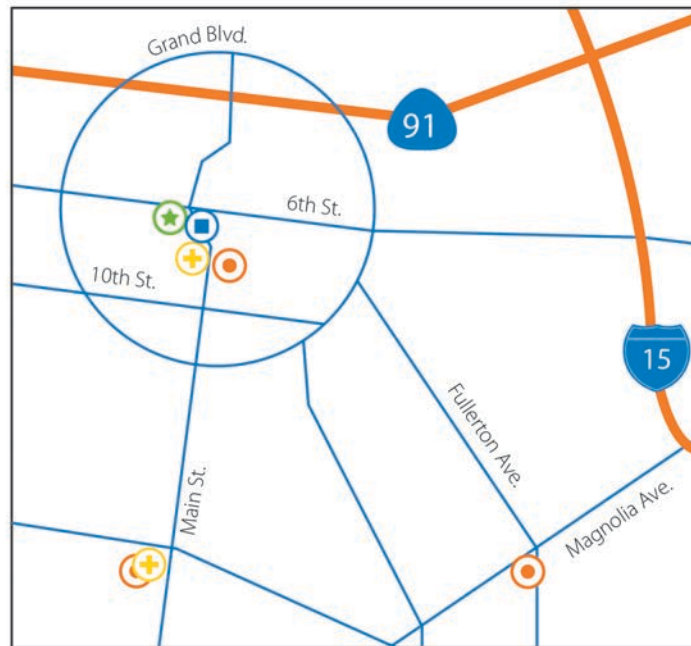 Grand Blvd.
91
6th St.
10th St.
15
Fullerton Ave.
Main St.
Magnolia Ave.